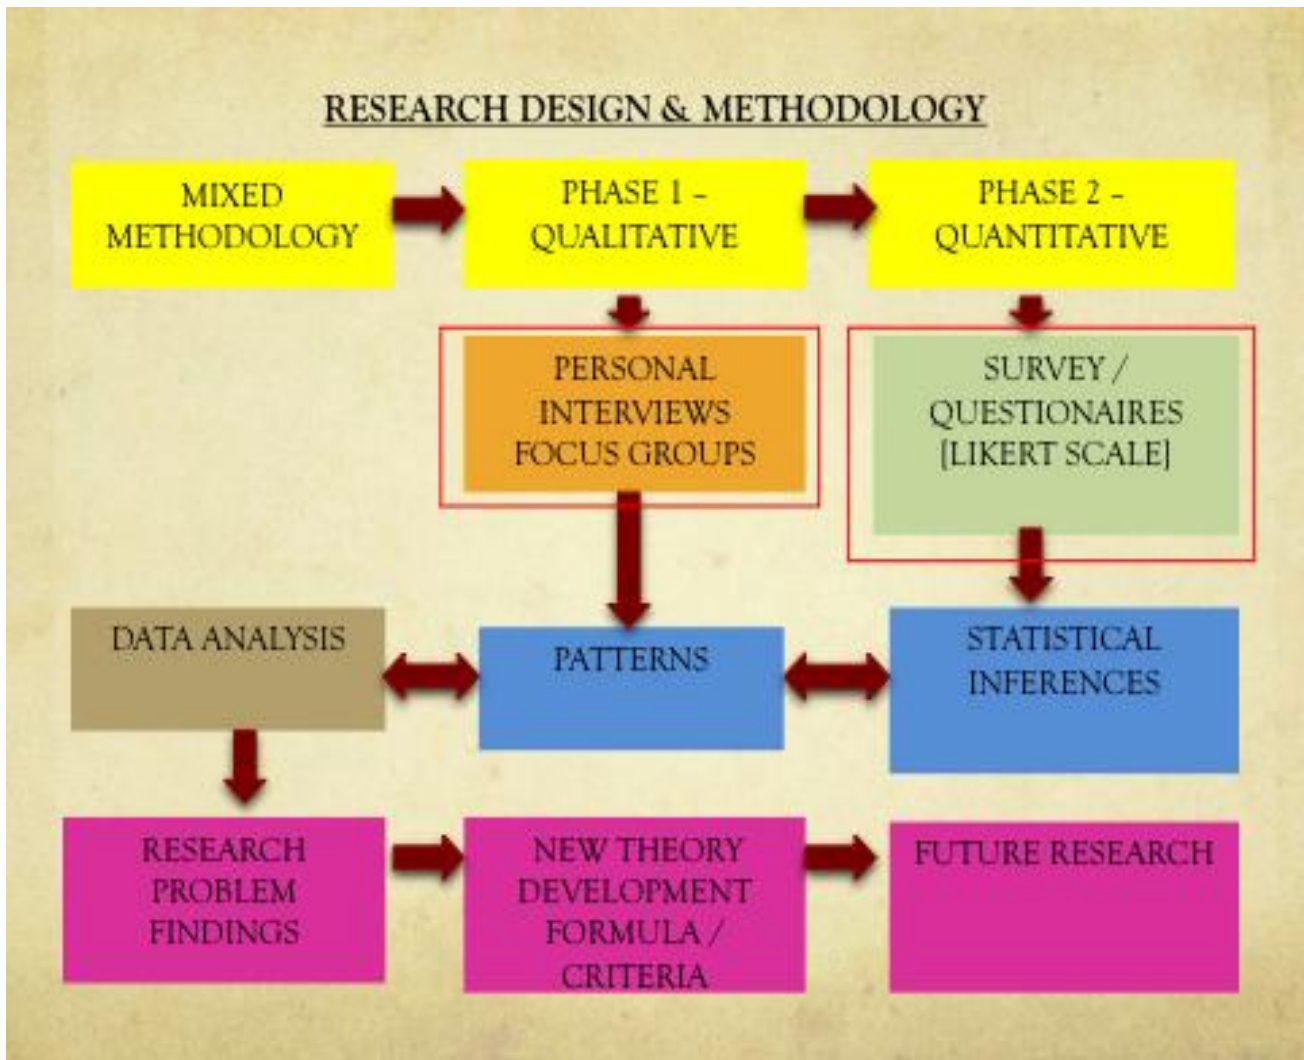 RESEARCH DESIGN & METHODOLOGY
MIXED
METHODOLOGY
PHASE 1 –
QUALITATIVE
PHASE 2 –
QUANTITATIVE
PERSONAL
INTERVIEWS
FOCUS GROUPS
SURVEY /
QUESTIONAIRES
[LIKERT SCALE]
DATA ANALYSIS
PATTERNS
STATISTICAL
INFERENCES
RESEARCH
PROBLEM
FINDINGS
NEW THEORY
DEVELOPMENT
FORMULA /
CRITERIA
FUTURE RESEARCH